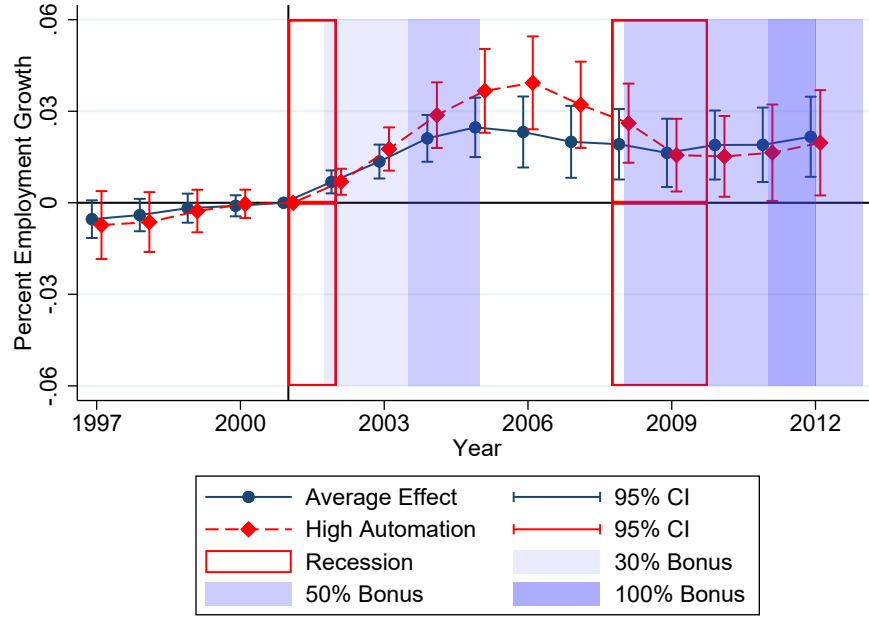 .06
.03
0
-.03
-.06
Percent Employment Growth
1997 2000 2003 2006 2009 2012
Year
Average Effect 95% CI
High Automation 95% CI
Recession 30% Bonus
50% Bonus 100% Bonus